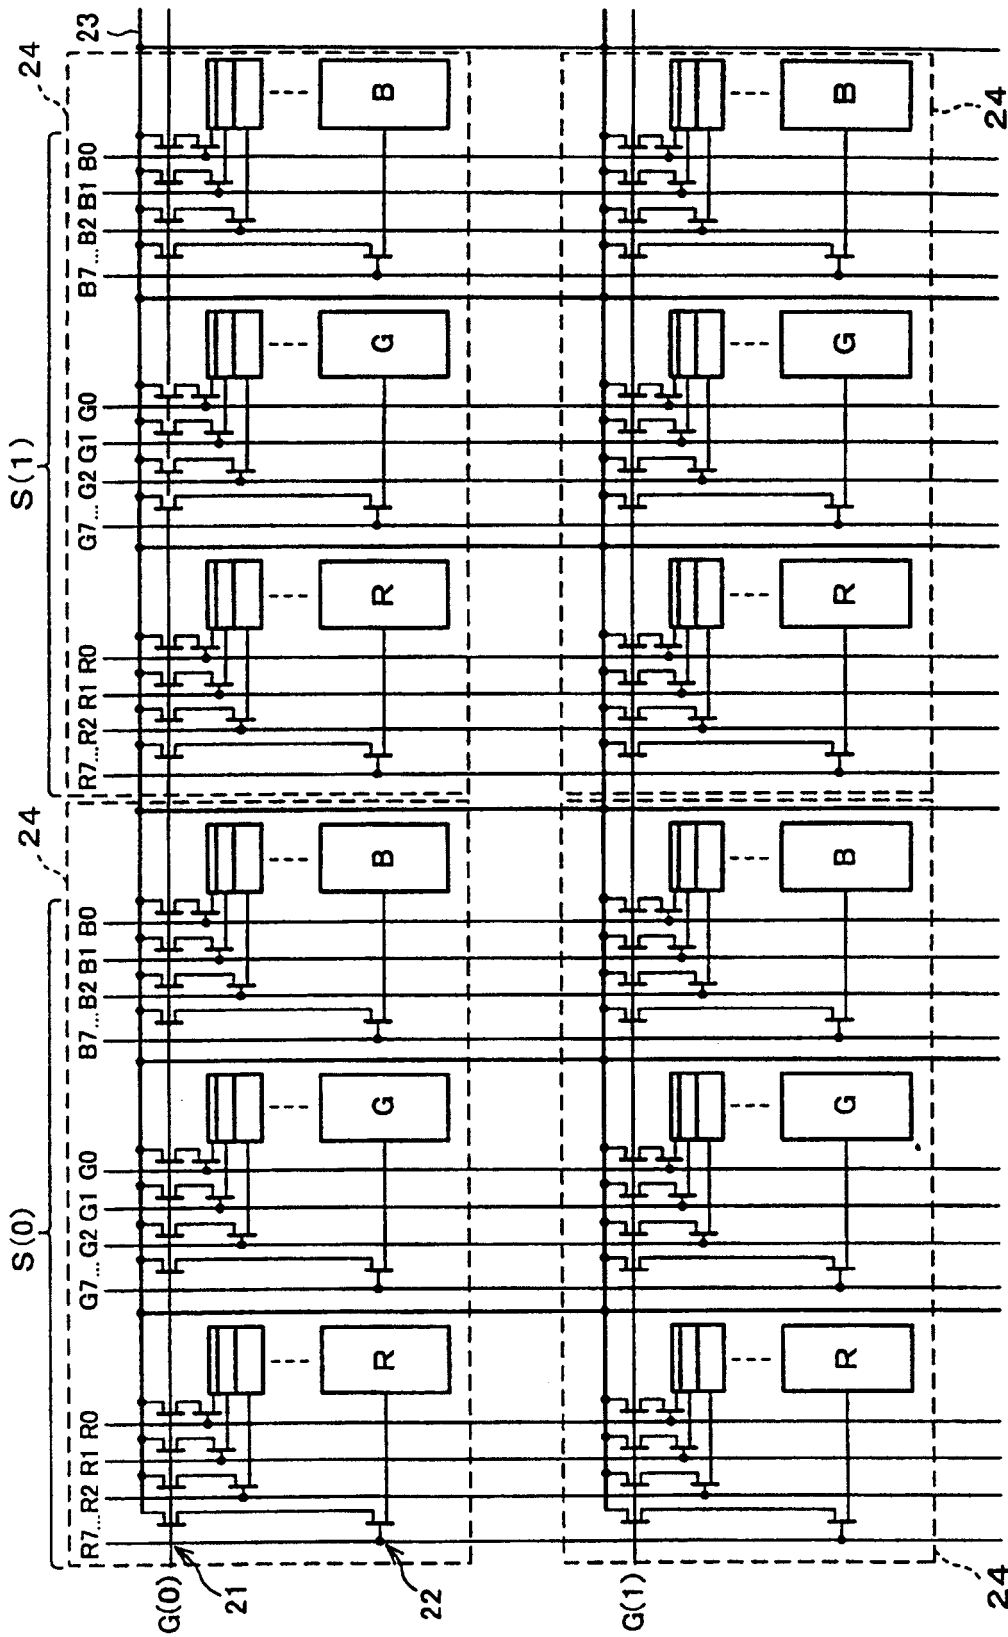 S(0) S(1)
24 24
R7...R2 R1 R0 G7... G2 G1 G0 B7...B2 B1 B0 R7...R2 R1 R0 G7... G2 G1 G0 B7...B2 B1 B0
23
G(0)
21
R G B R G B
22
G(1)
R G B R G B
24 24